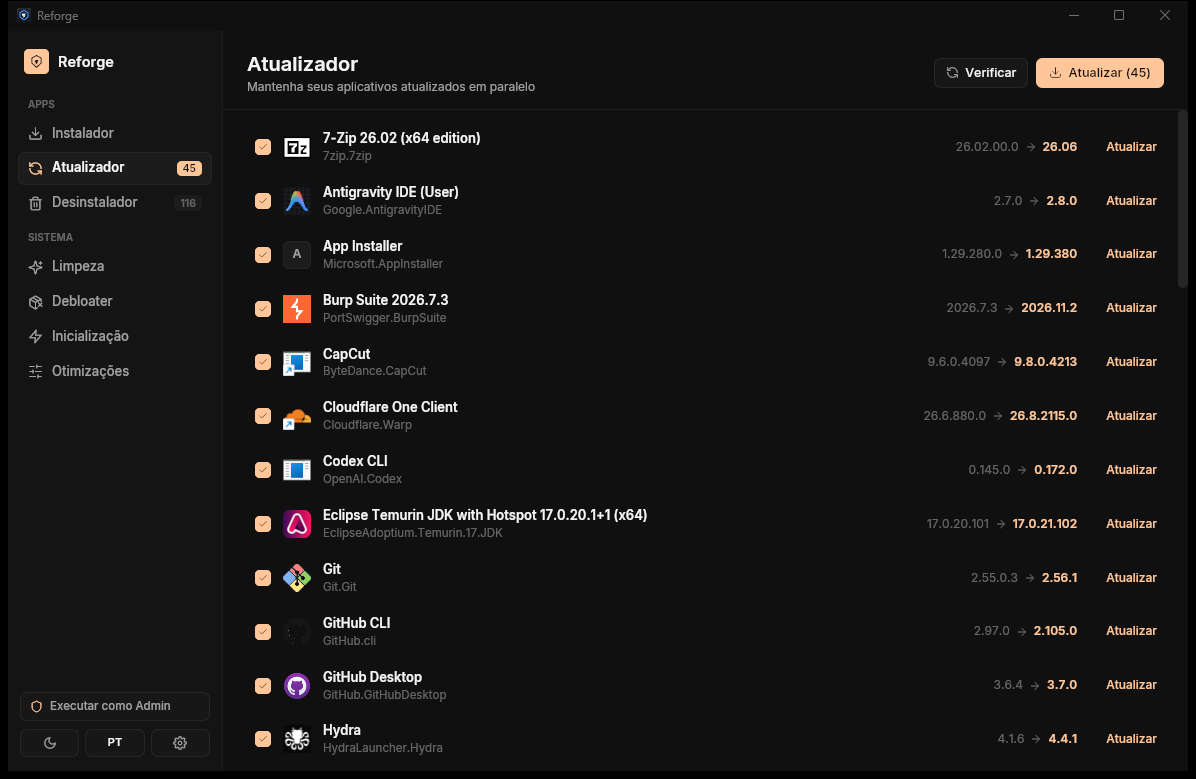 Reforge
Reforge
APPS
Instalador
Atualizador 45
Desinstalador 116
SISTEMA
Limpeza
Debloater
Inicialização
Otimizações
Executar como Admin
PT
Atualizador
Mantenha seus aplicativos atualizados em paralelo
Verificar
Atualizar (45)
7z
7-Zip 26.02 (x64 edition)
7zip.7zip
26.02.00.0 → 26.06 Atualizar
Antigravity IDE (User)
Google.AntigravityIDE
2.7.0 → 2.8.0 Atualizar
A
App Installer
Microsoft.AppInstaller
1.29.280.0 → 1.29.380 Atualizar
Burp Suite 2026.7.3
PortSwigger.BurpSuite
2026.7.3 → 2026.11.2 Atualizar
CapCut
ByteDance.CapCut
9.6.0.4097 → 9.8.0.4213 Atualizar
Cloudflare One Client
Cloudflare.Warp
26.6.880.0 → 26.8.2115.0 Atualizar
Codex CLI
OpenAI.Codex
0.145.0 → 0.172.0 Atualizar
Eclipse Temurin JDK with Hotspot 17.0.20.1+1 (x64)
EclipseAdoptium.Temurin.17.JDK
17.0.20.101 → 17.0.21.102 Atualizar
Git
Git.Git
2.55.0.3 → 2.56.1 Atualizar
GitHub CLI
GitHub.cli
2.97.0 → 2.105.0 Atualizar
GitHub Desktop
GitHub.GitHubDesktop
3.6.4 → 3.7.0 Atualizar
Hydra
HydraLauncher.Hydra
4.1.6 → 4.4.1 Atualizar